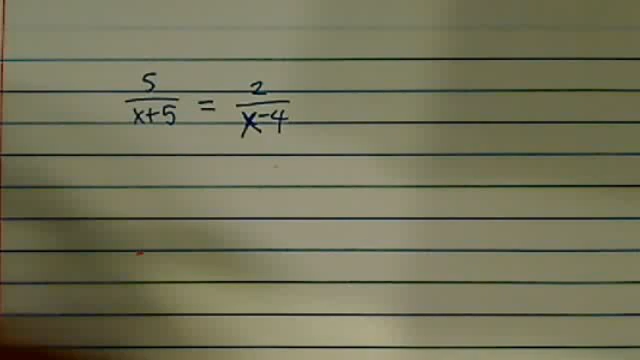 5/(x+5) = 2/(x-4)